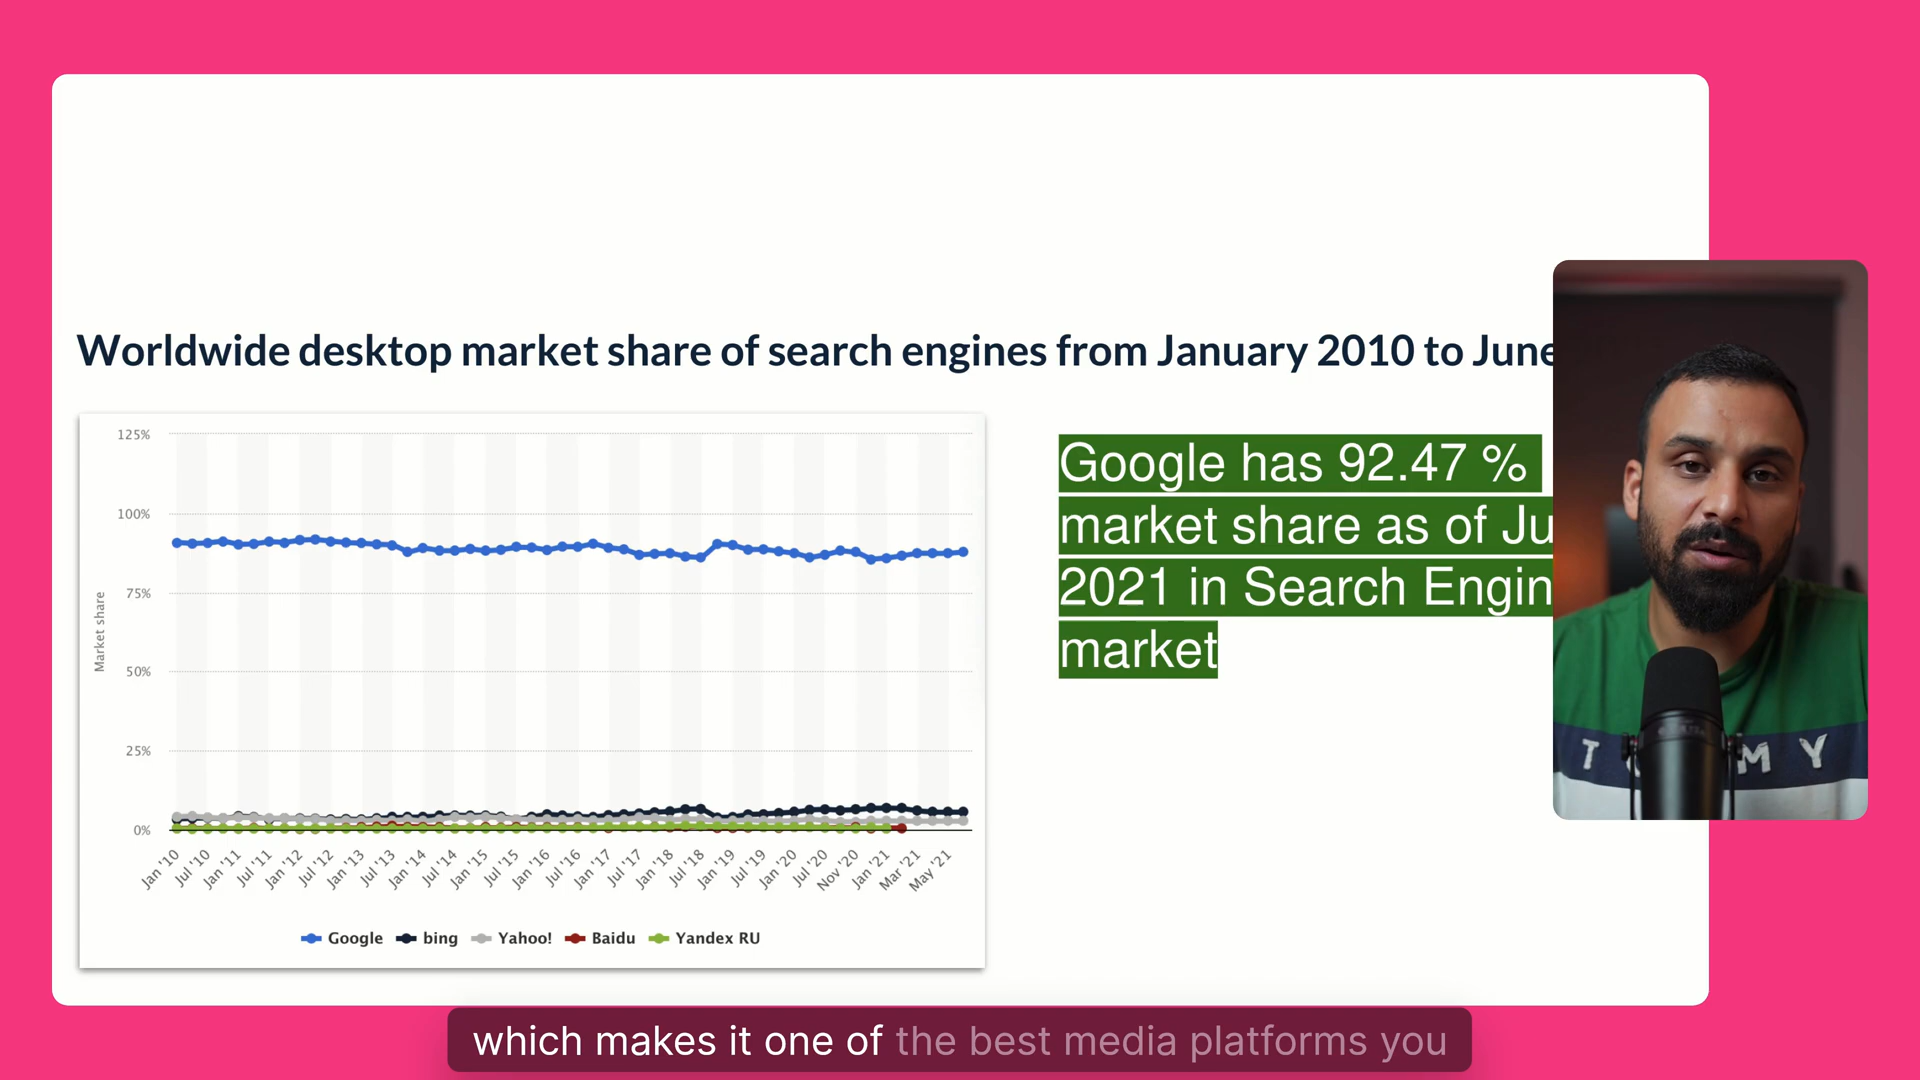 Worldwide desktop market share of search engines from January 2010 to June
125%
100%
75%
50%
25%
0%
Market share
Jan '10 Jul '10 Jan '11 Jul '11 Jan '12 Jul '12 Jan '13 Jul '13 Jan '14 Jul '14 Jan '15 Jul '15 Jan '16 Jul '16 Jan '17 Jul '17 Jan '18 Jul '18 Jan '19 Jul '19 Jan '20 Jul '20 Nov '20 Jan '21 Mar '21 May '21
Google bing Yahoo! Baidu Yandex RU
Google has 92.47 %
market share as of Ju
2021 in Search Engin
market
which makes it one of the best media platforms you